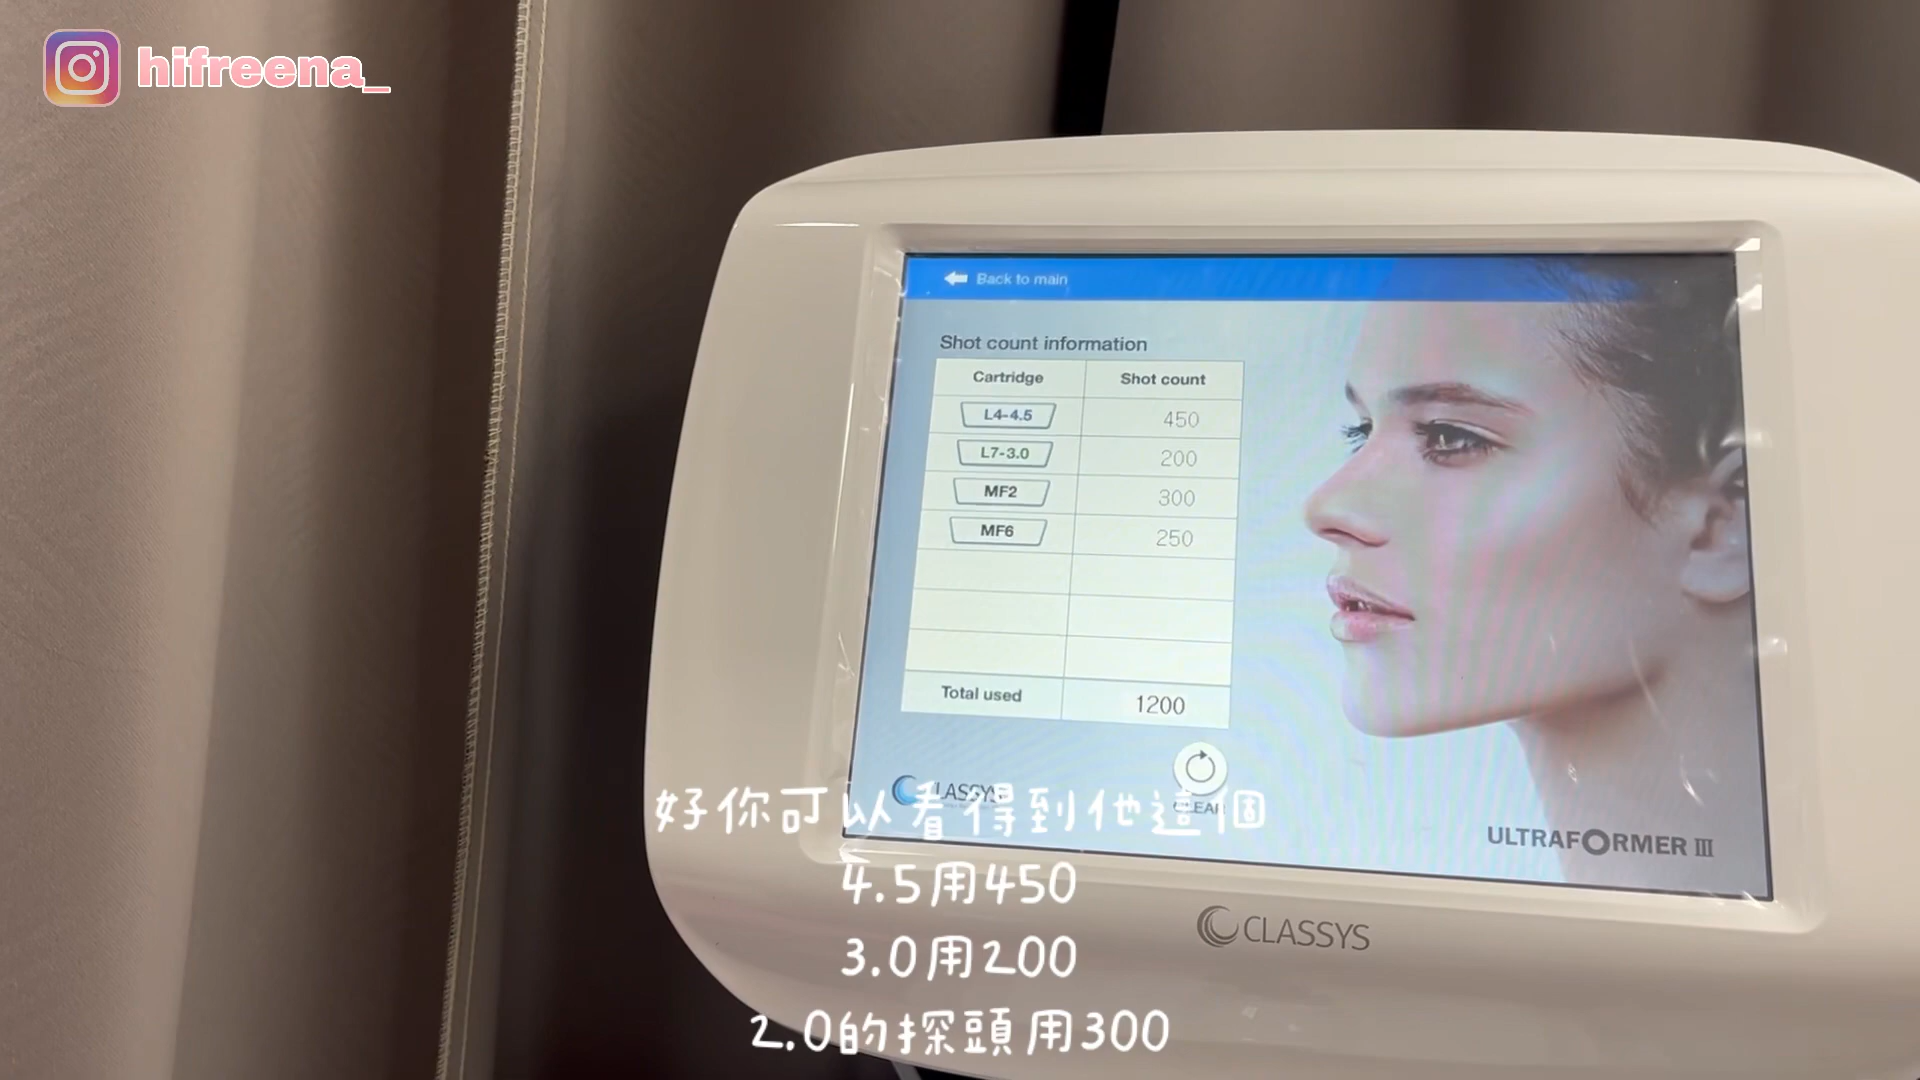 hifreena_
Back to main
Shot count information
Cartridge Shot count
L4-4.5 450
L7-3.0 200
MF2 300
MF6 250
Total used 1200
CLASSYS
CLEAR
ULTRAFORMER III
CLASSYS
好你可以看得到他這個
4.5用450
3.0用200
2.0的探頭用300